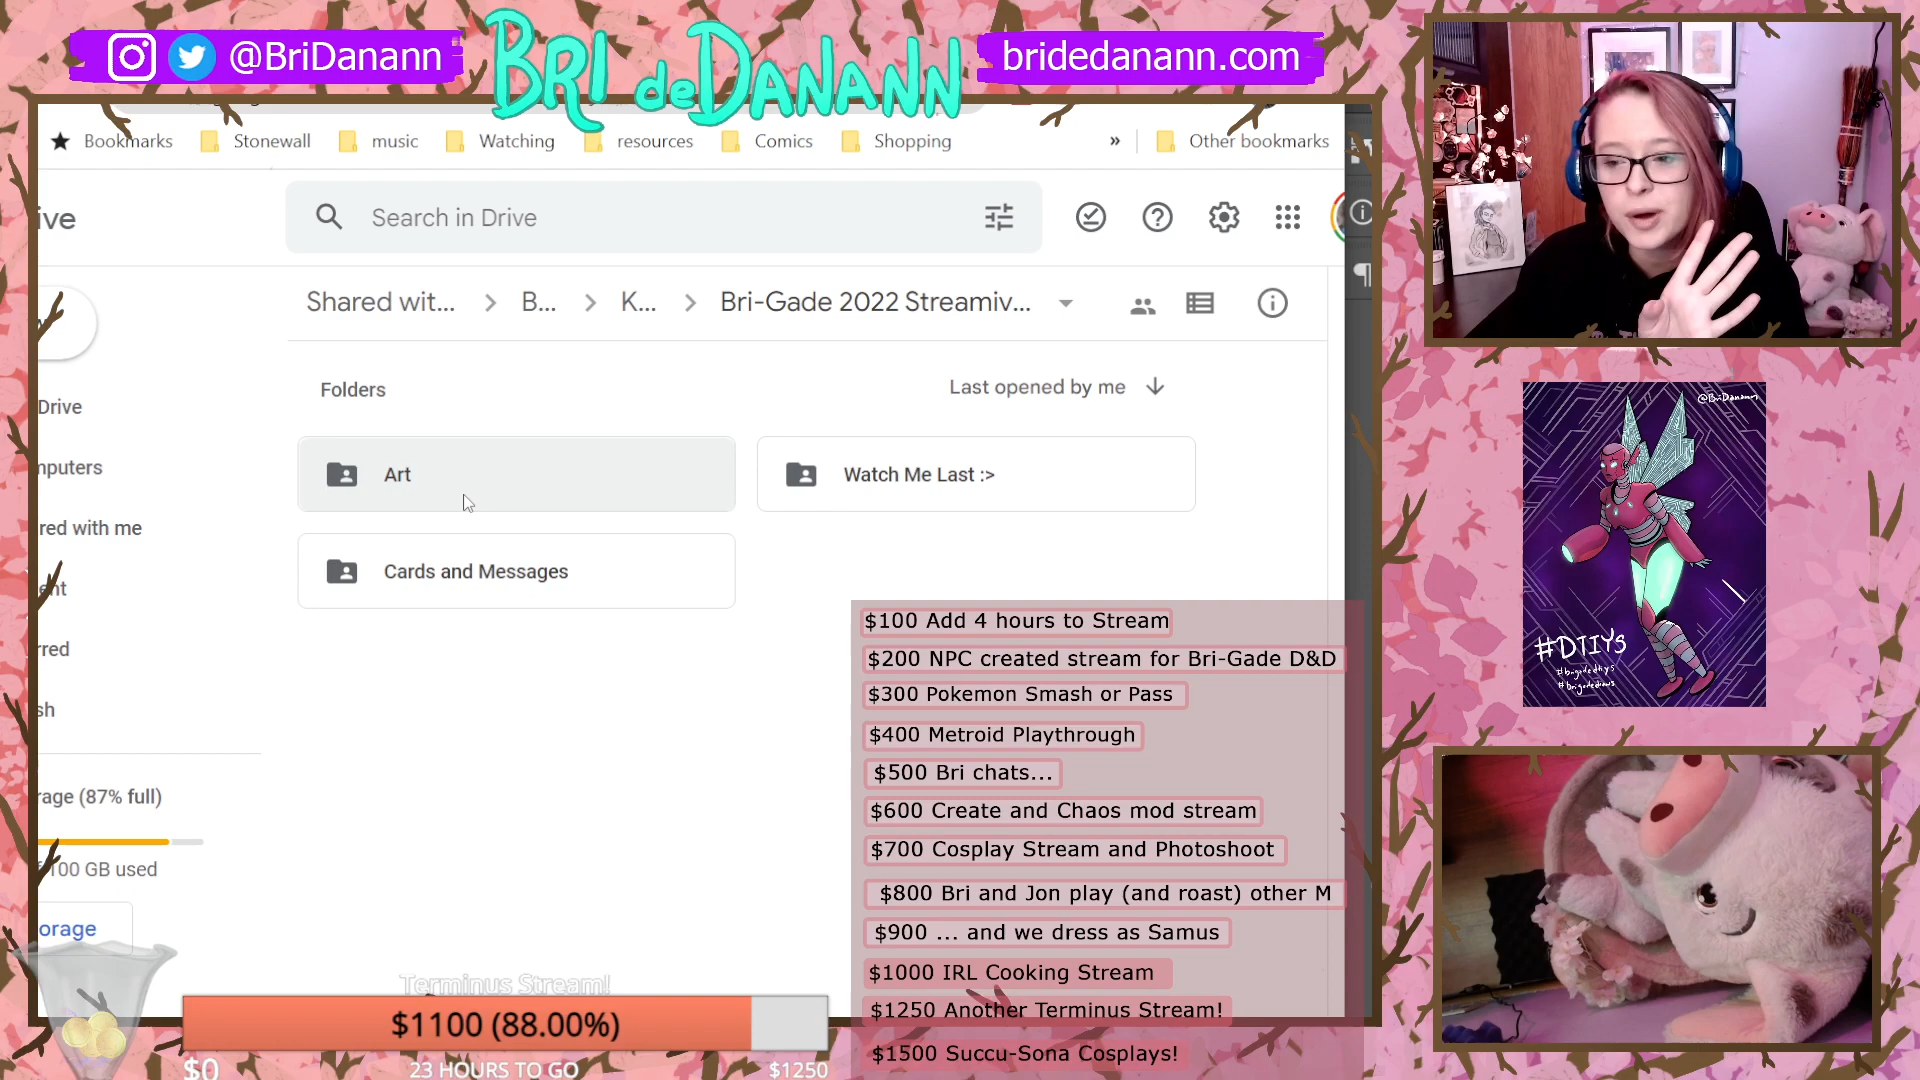 @BriDanann
BRI deDANANN
bridedanann.com
Bookmarks
Stonewall
music
Watching
resources
Comics
Shopping
»
Other bookmarks
ive
Search in Drive
Shared wit... > B... > K... > Bri-Gade 2022 Streamiv...
Folders
Last opened by me
Art
Watch Me Last :>
Cards and Messages
Drive
mputers
red with me
ent
rred
sh
rage (87% full)
100 GB used
orage
$100 Add 4 hours to Stream
$200 NPC created stream for Bri-Gade D&D
$300 Pokemon Smash or Pass
$400 Metroid Playthrough
$500 Bri chats...
$600 Create and Chaos mod stream
$700 Cosplay Stream and Photoshoot
$800 Bri and Jon play (and roast) other M
$900 ... and we dress as Samus
$1000 IRL Cooking Stream
$1250 Another Terminus Stream!
$1500 Succu-Sona Cosplays!
Terminus Stream!
$1100 (88.00%)
$0
23 HOURS TO GO
$1250
@BriDanann
#DTIYS
#brigadedtiys
#brigadedraws